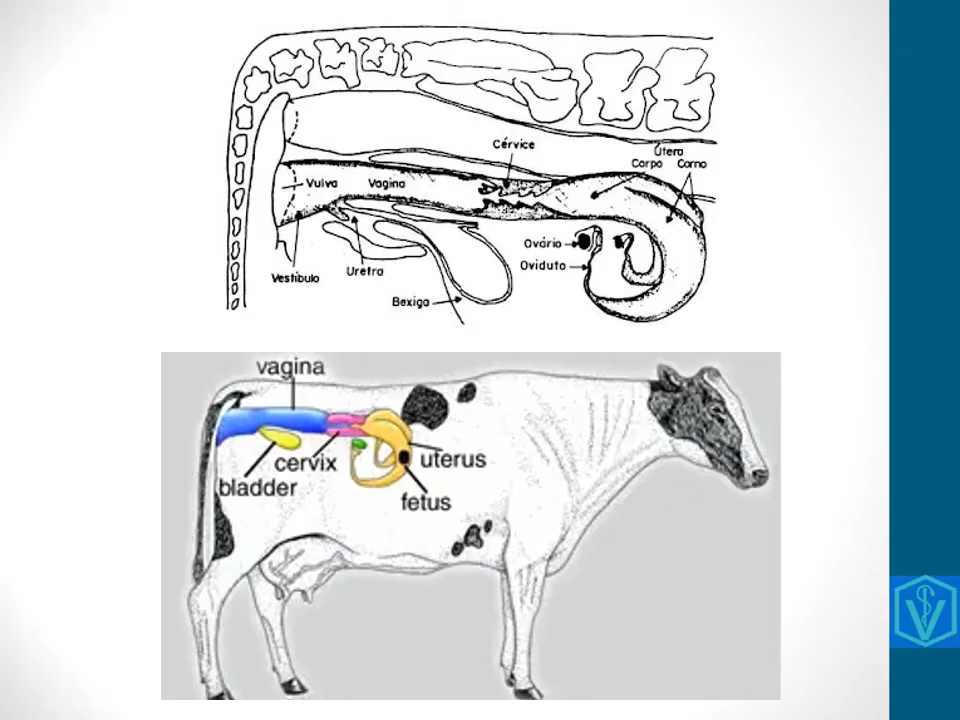 Cérvice
Útero
Corpo Corno
Vulva Vagina
Ovário
Oviduto
Vestíbulo
Uretra
Bexiga
vagina
cervix
uterus
bladder
fetus